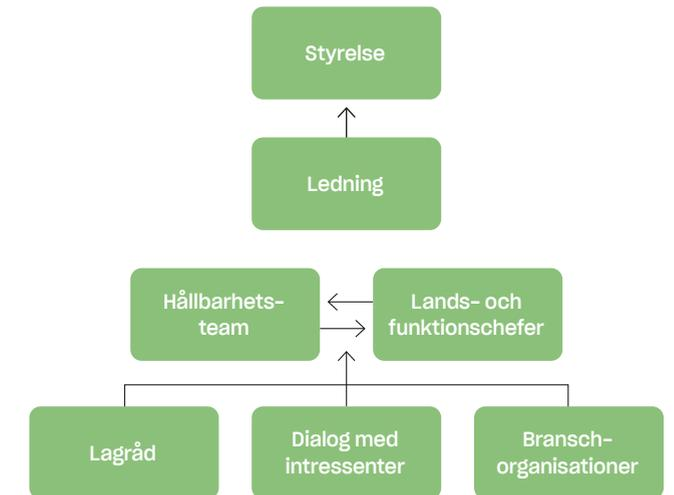 Styrelse
Ledning
Hållbarhets-
team
Lands- och
funktionschefer
Lagråd
Dialog med
intressenter
Bransch-
organisationer